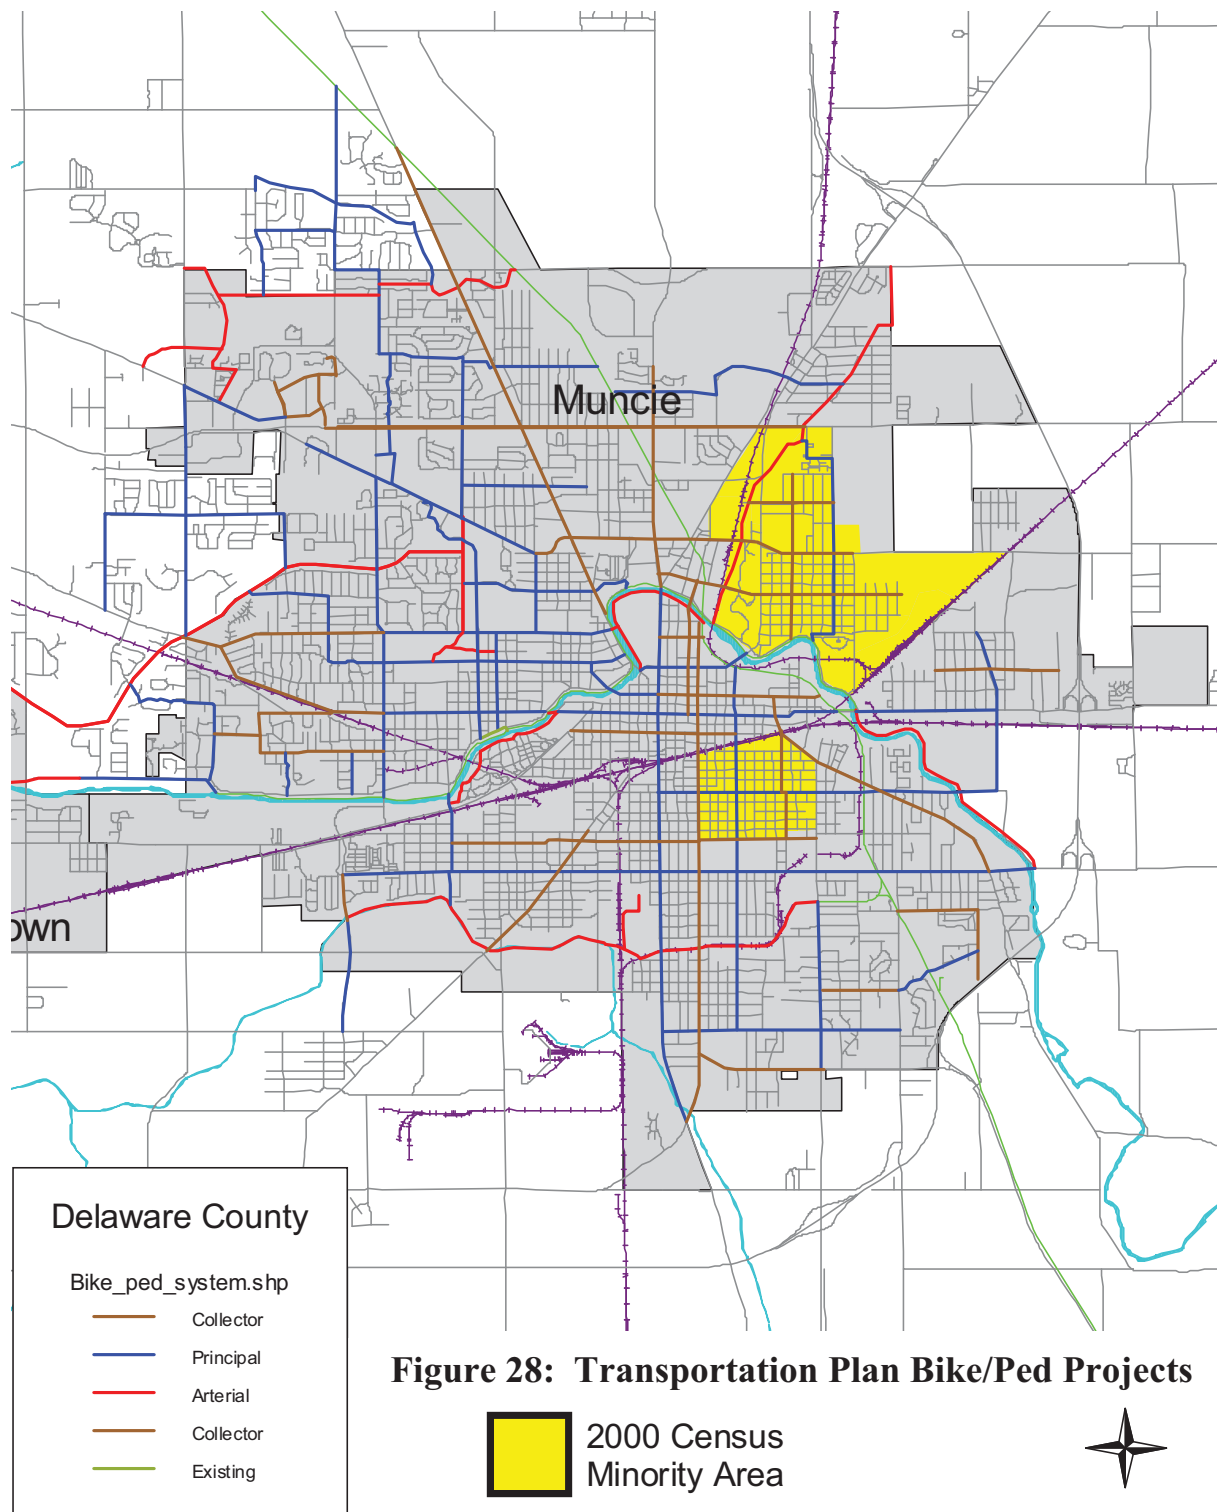 Muncie
own
Delaware County
Bike_ped_system.shp
Collector
Principal
Arterial
Collector
Existing
Figure 28: Transportation Plan Bike/Ped Projects
2000 Census
Minority Area